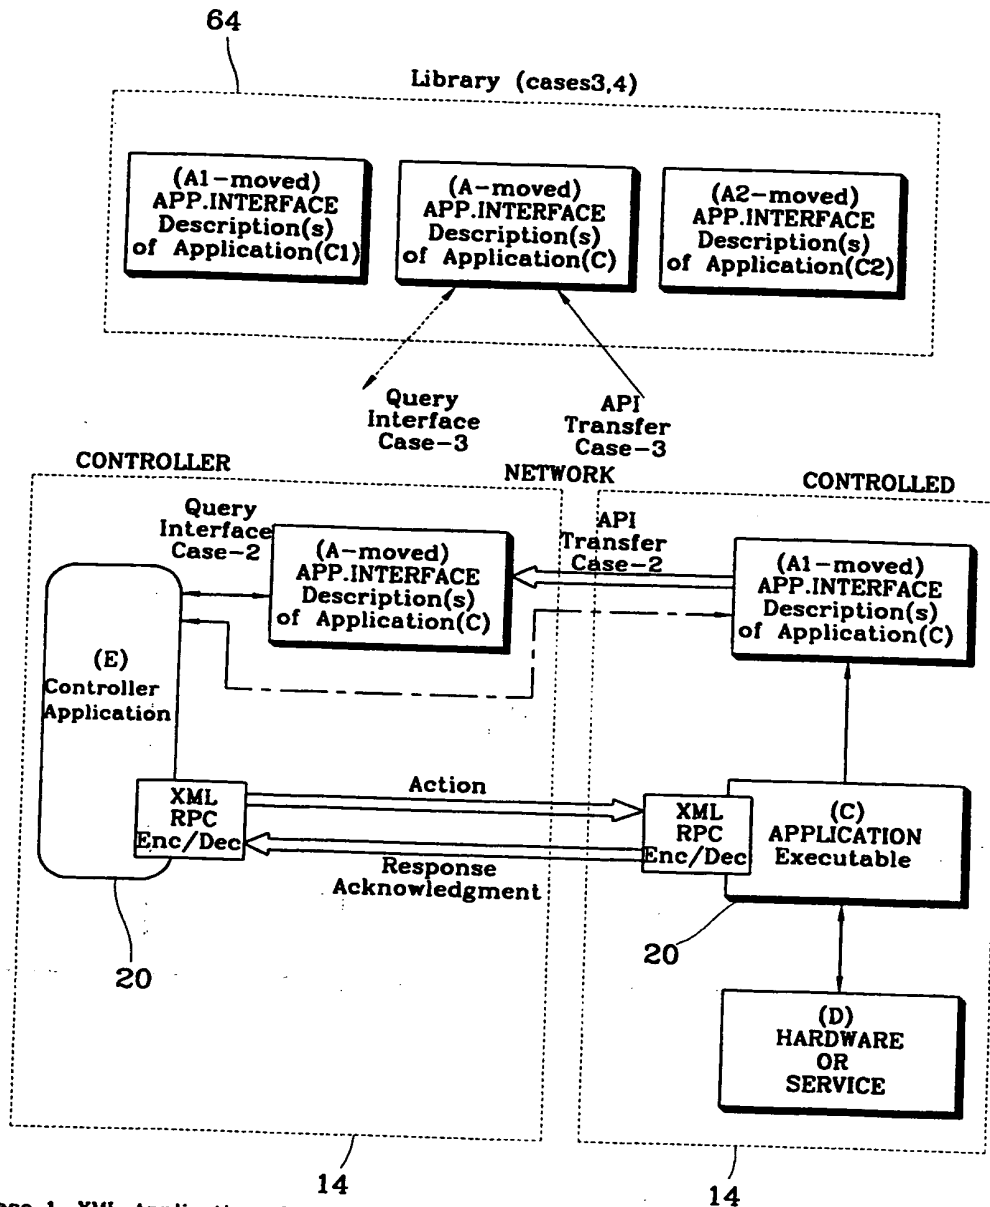 64
Library (cases3,4)
(A1-moved)
APP.INTERFACE
Description(s)
of Application(C1)
(A-moved)
APP.INTERFACE
Description(s)
of Application(C)
(A2-moved)
APP.INTERFACE
Description(s)
of Application(C2)
Query
Interface
Case-3
API
Transfer
Case-3
CONTROLLER
NETWORK
CONTROLLED
Query
Interface
Case-2
(A-moved)
APP.INTERFACE
Description(s)
of Application(C)
API
Transfer
Case-2
(A1-moved)
APP.INTERFACE
Description(s)
of Application(C)
(E)
Controller
Application
XML
RPC
Enc/Dec
Action
Response
Acknowledgment
XML
RPC
Enc/Dec
(C)
APPLICATION
Executable
20
20
(D)
HARDWARE
OR
SERVICE
14
14